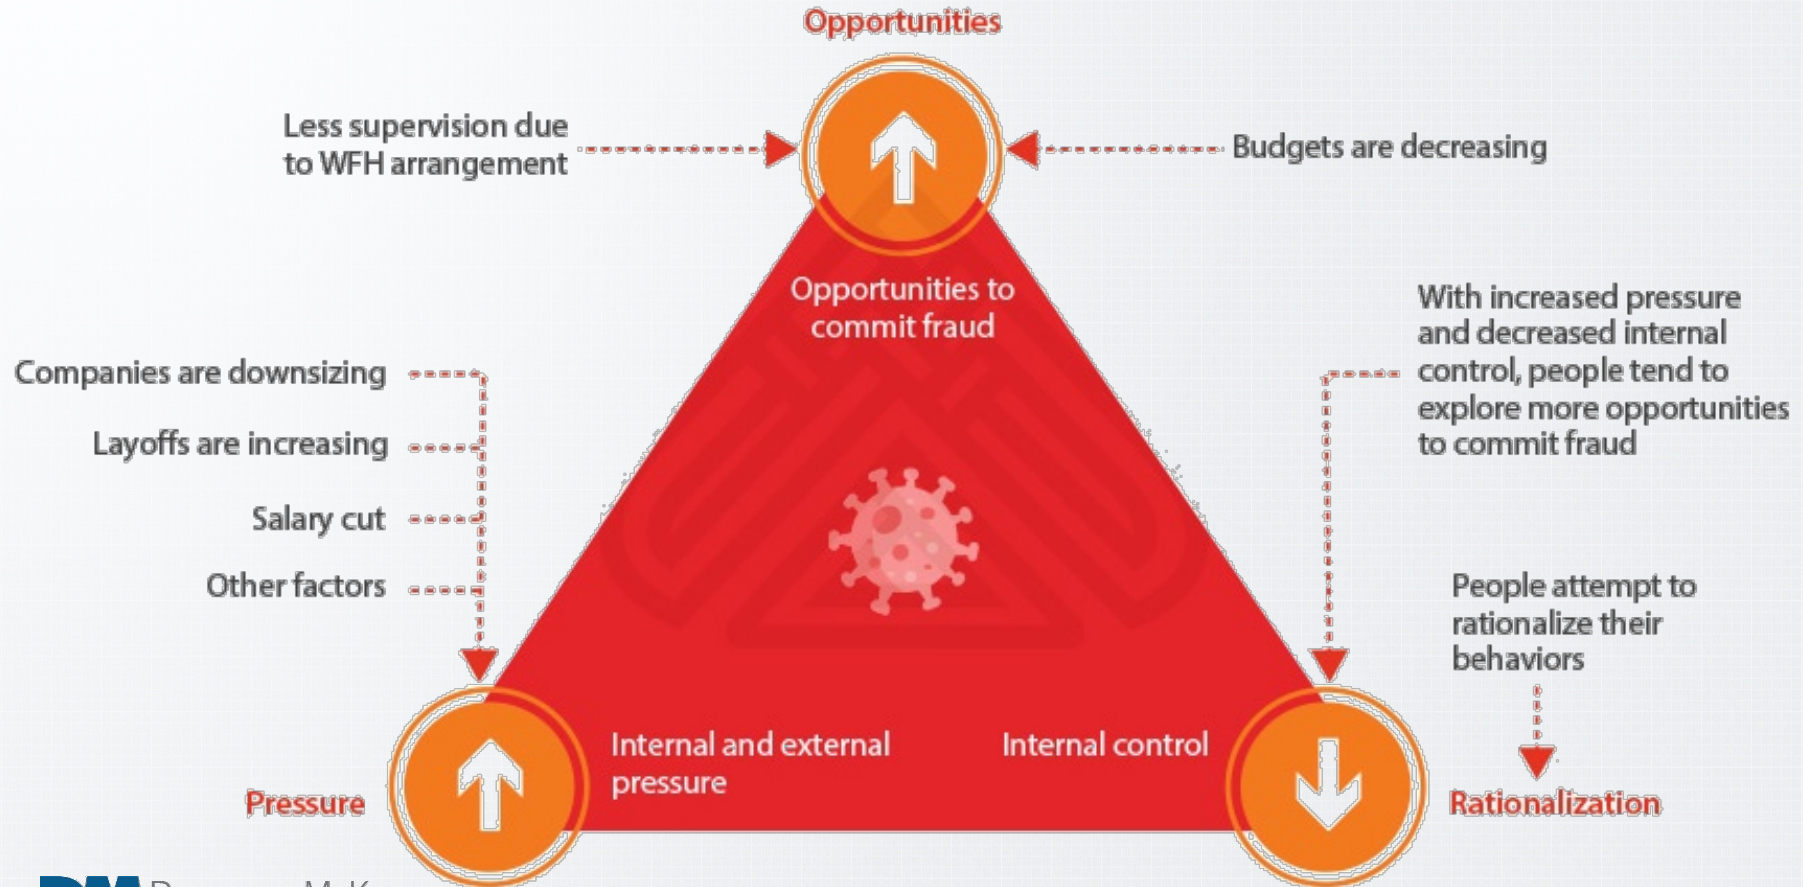 Opportunities
Less supervision due
to WFH arrangement
Budgets are decreasing
Opportunities to
commit fraud
With increased pressure
and decreased internal
control, people tend to
explore more opportunities
to commit fraud
Companies are downsizing
Layoffs are increasing
Salary cut
Other factors
People attempt to
rationalize their
behaviors
Internal and external
pressure
Internal control
Pressure
Rationalization